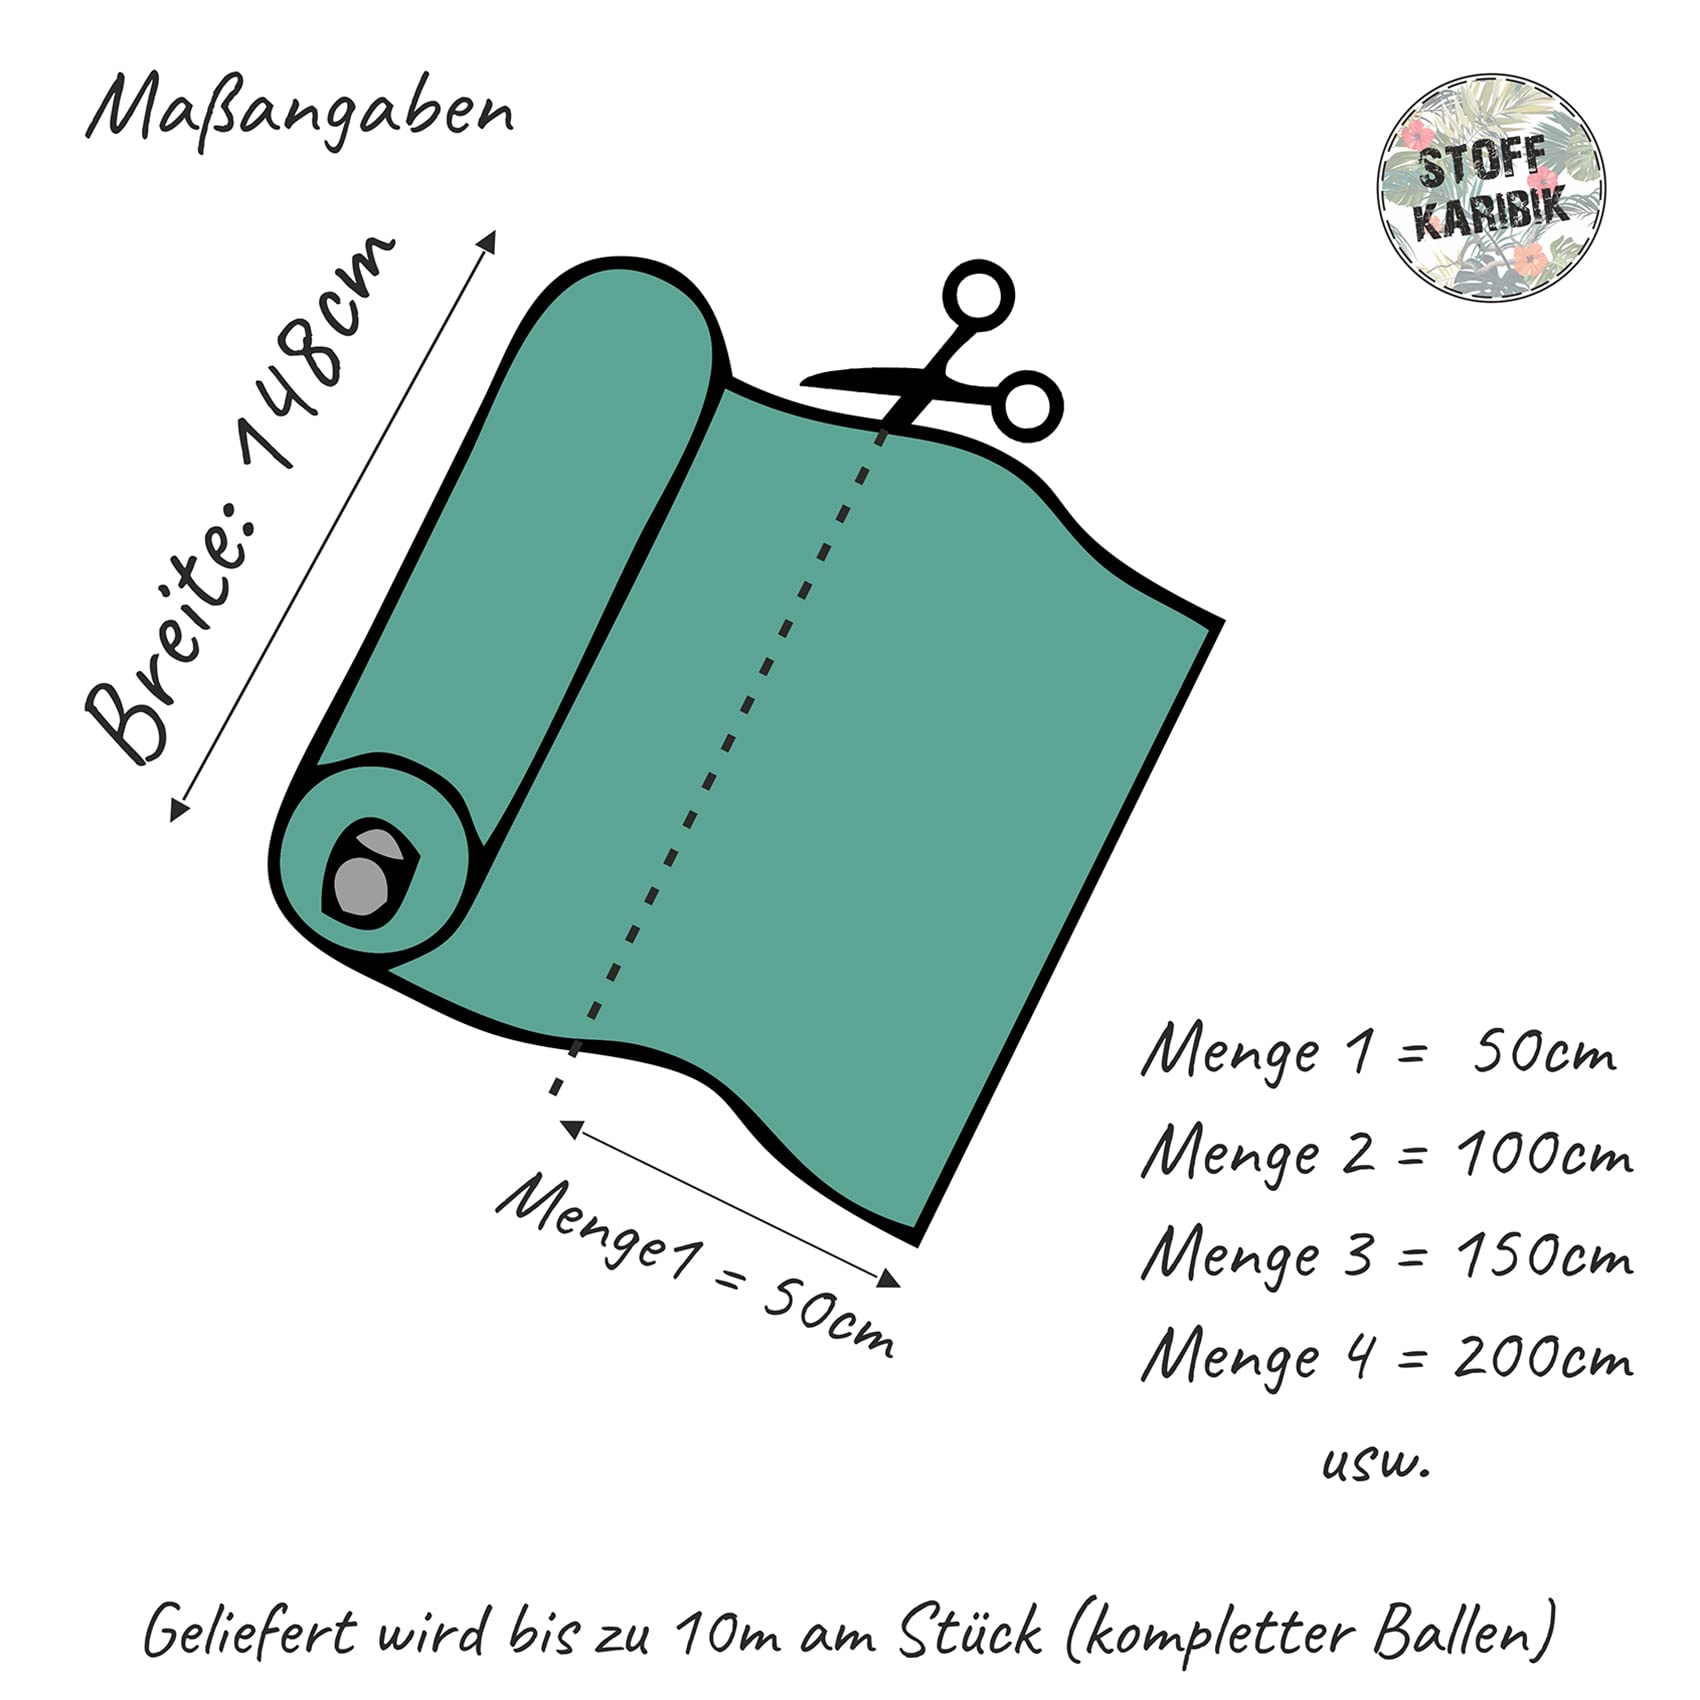 Maßangaben
STOFF
KARIBIK
Breite: 148cm
Menge1 = 50cm
Menge 1 = 50cm
Menge 2 = 100cm
Menge 3 = 150cm
Menge 4 = 200cm
usw.
Geliefert wird bis zu 10m am Stück (kompletter Ballen)